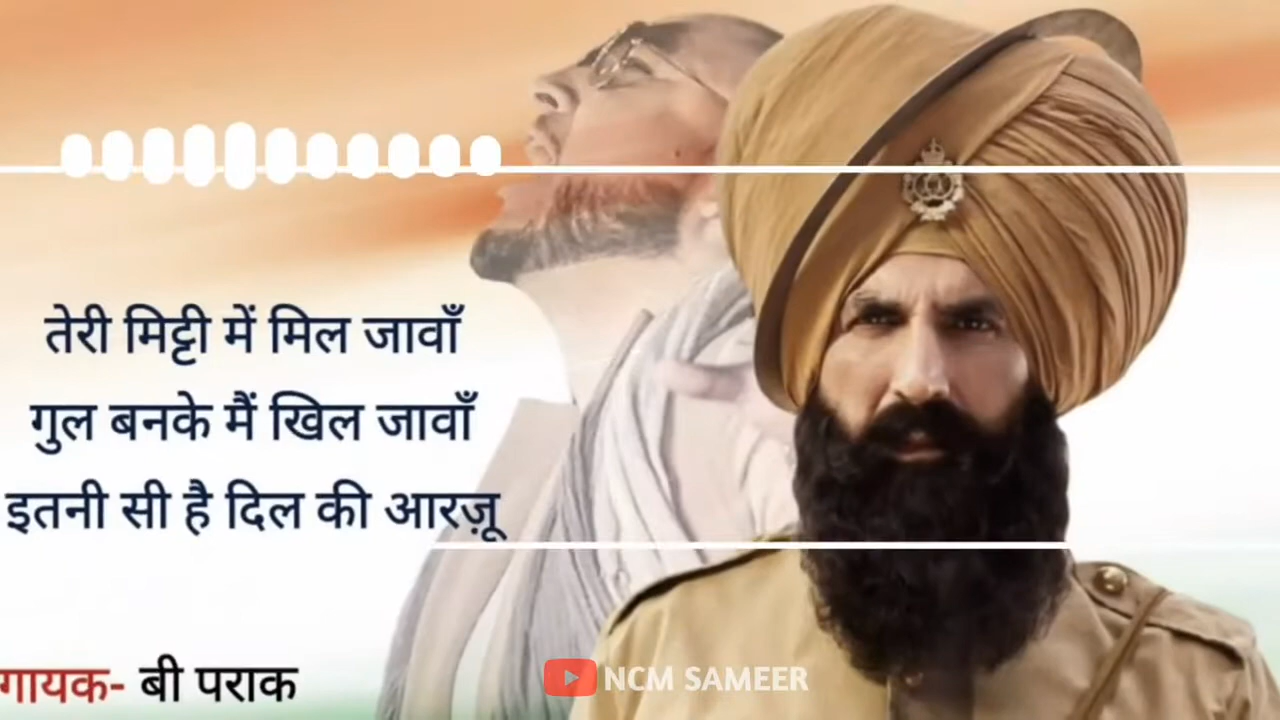 तेरी मिट्टी में मिल जावाँ
गुल बनके मैं खिल जावाँ
इतनी सी है दिल की आरज़ू
गायक- बी पराक
NCM SAMEER